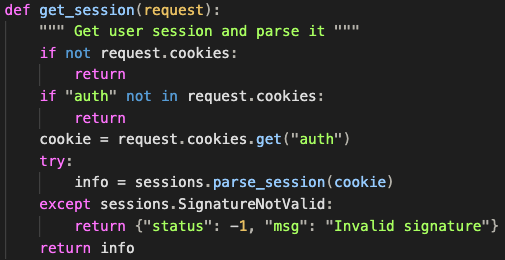 def get_session(request):
    """ Get user session and parse it """
    if not request.cookies:
        return
    if "auth" not in request.cookies:
        return
    cookie = request.cookies.get("auth")
    try:
        info = sessions.parse_session(cookie)
    except sessions.SignatureNotValid:
        return {"status": -1, "msg": "Invalid signature"}
    return info